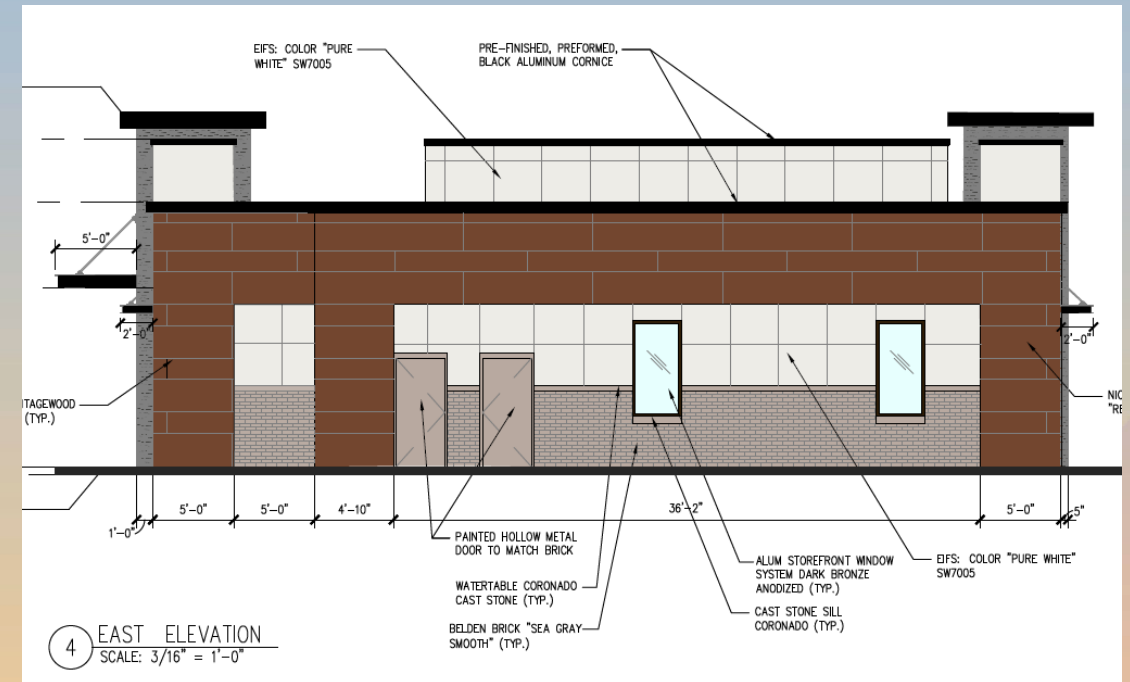 EIFS: COLOR "PURE
WHITE" SW7005
PRE-FINISHED, PREFORMED,
BLACK ALUMINUM CORNICE
5'-0"
2'-0"
2'-0"
TAGEWOOD
(TYP.)
NIC
"RE
1'-0"
5'-0"
5'-0"
4'-10"
36'-2"
5'-0"
5"
PAINTED HOLLOW METAL
DOOR TO MATCH BRICK
WATERTABLE CORONADO
CAST STONE (TYP.)
BELDEN BRICK "SEA GRAY
SMOOTH" (TYP.)
ALUM STOREFRONT WINDOW
SYSTEM DARK BRONZE
ANODIZED (TYP.)
CAST STONE SILL
CORONADO (TYP.)
EIFS: COLOR "PURE WHITE"
SW7005
4
EAST ELEVATION
SCALE: 3/16" = 1'-0"